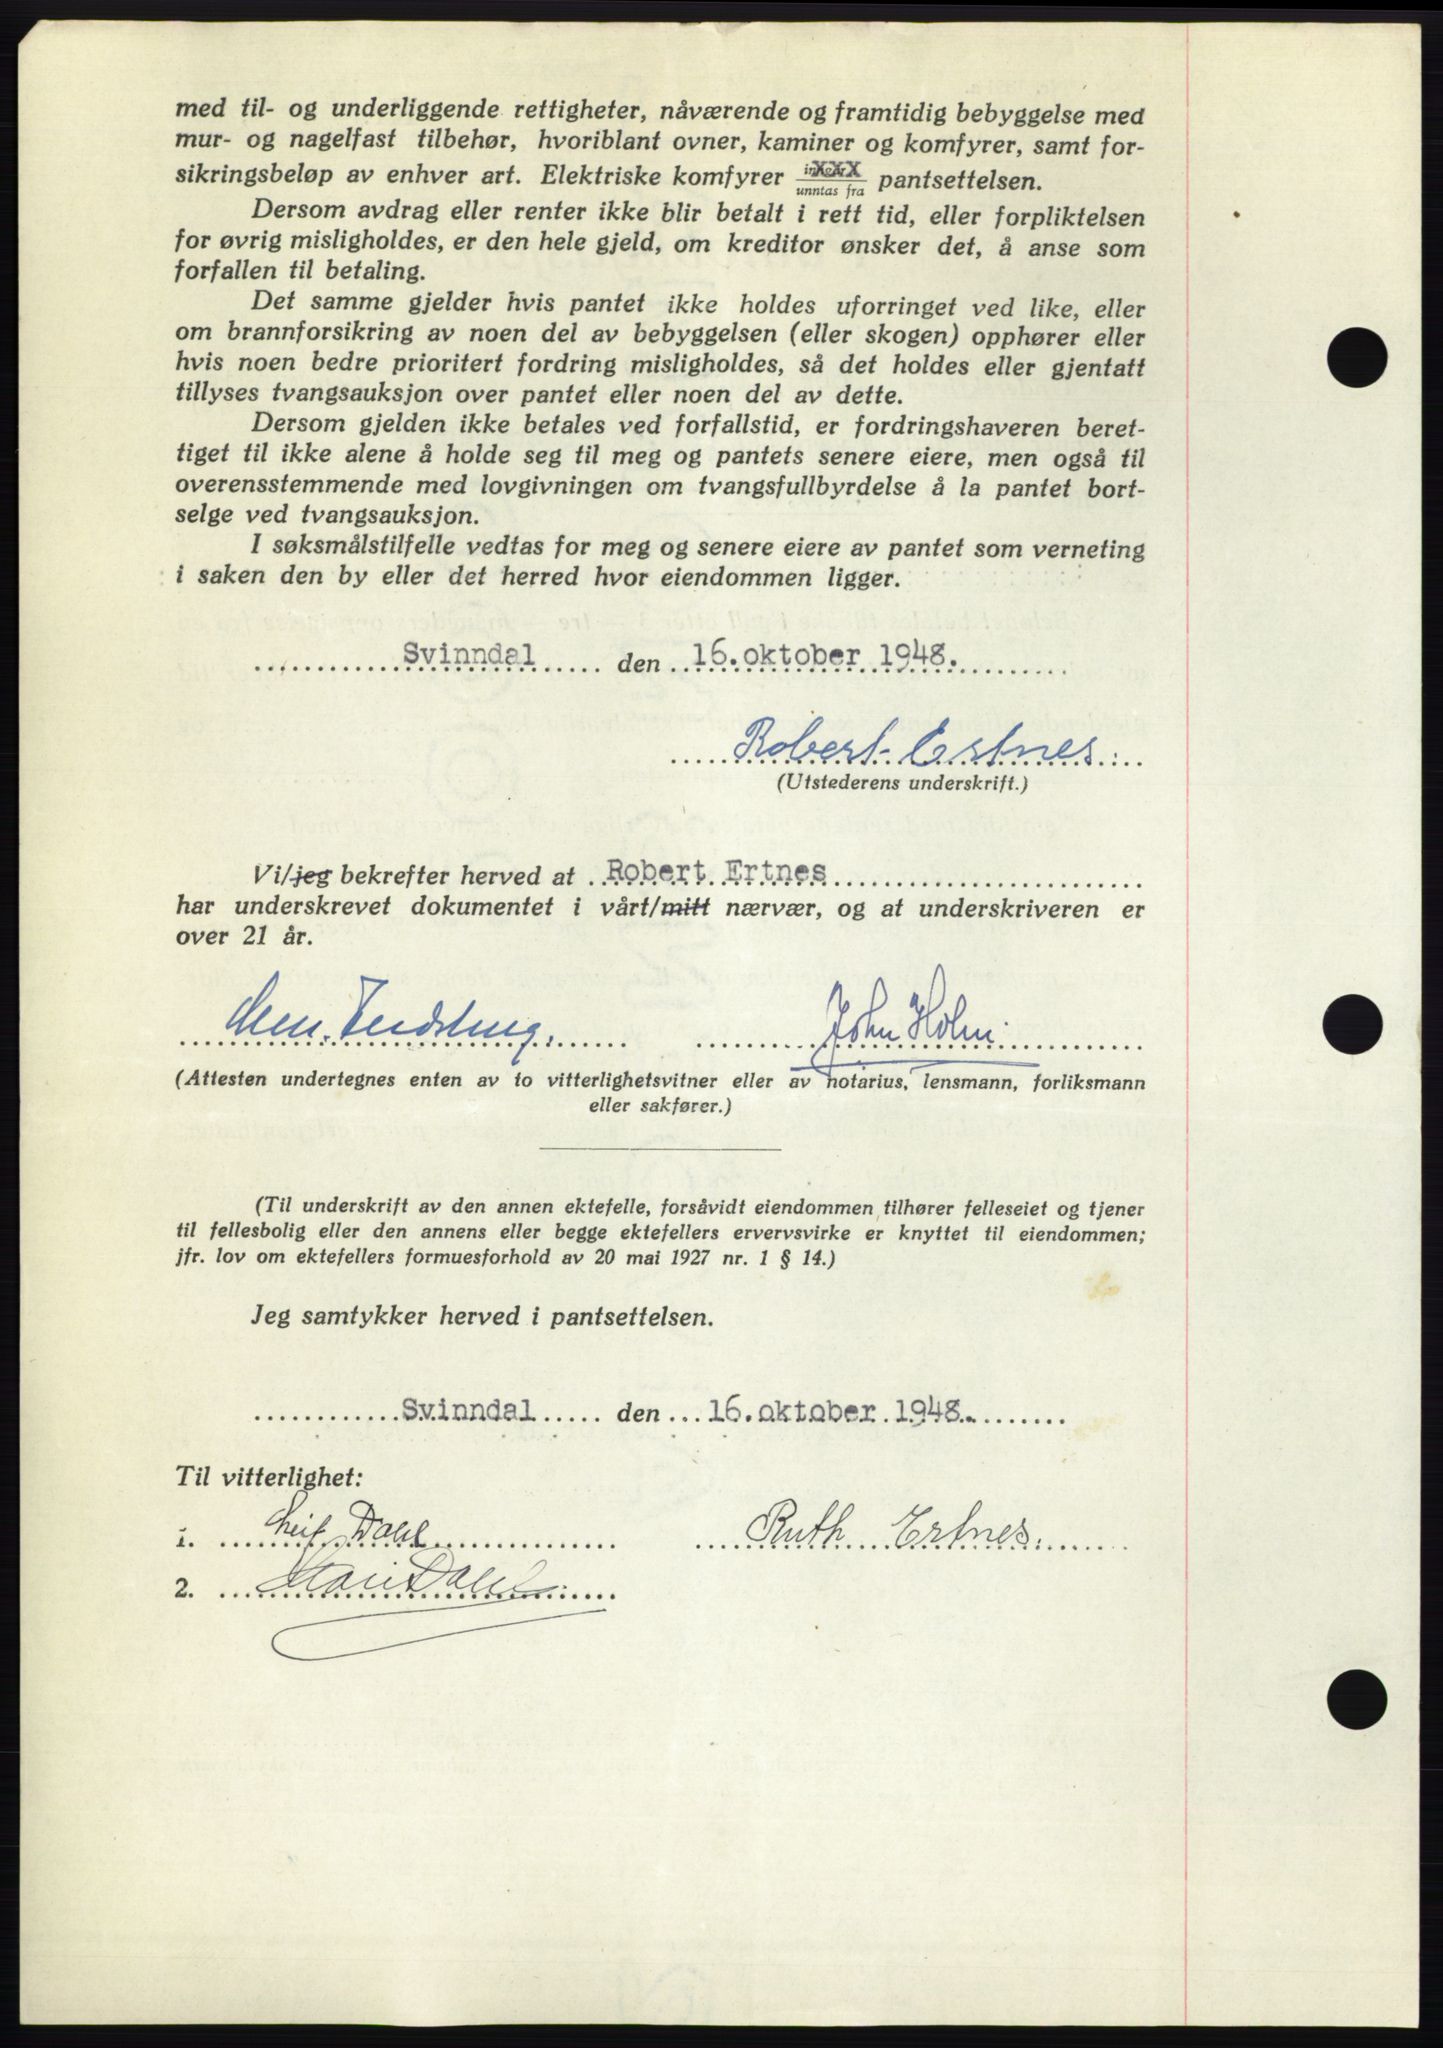 med til- og underliggende rettigheter, nåværende og framtidig bebyggelse med
mur- og nagelfast tilbehør, hvoriblant ovner, kaminer og komfyrer, samt for-
sikringsbeløp av enhver art. Elektriske komfyrer unntas fra pantsettelsen.
Dersom avdrag eller renter ikke blir betalt i rett tid, eller forpliktelsen
for øvrig misligholdes, er den hele gjeld, om kreditor ønsker det, å anse som
forfallen til betaling.
Det samme gjelder hvis pantet ikke holdes uforringet ved like, eller
om brannforsikring av noen del av bebyggelsen (eller skogen) opphører eller
hvis noen bedre prioritert fordring misligholdes, så det holdes eller gjentatt
tillyses tvangsauksjon over pantet eller noen del av dette.
Dersom gjelden ikke betales ved forfallstid, er fordringshaveren beret-
tiget til ikke alene å holde seg til meg og pantets senere eiere, men også til
overensstemmende med lovgivningen om tvangsfullbyrdelse å la pantet bort-
selge ved tvangsauksjon.
I søksmålstilfelle vedtas for meg og senere eiere av pantet som verneting
i saken den by eller det herred hvor eiendommen ligger.
Svinndal den 16. oktober 1948.
Robert Ertnes
(Utstederens underskrift.)
Vi/jeg bekrefter herved at Robert Ertnes
har underskrevet dokumentet i vårt/mitt nærvær, og at underskriveren er
over 21 år.
John Holm
(Attesten undertegnes enten av to vitterlighetsvitner eller av notarius, lensmann, forliksmann
eller sakfører.)
(Til underskrift av den annen ektefelle, forsåvidt eiendommen tilhører felleseiet og tjener
til fellesbolig eller den annens eller begge ektefellers ervervsvirke er knyttet til eiendommen;
jfr. lov om ektefellers formuesforhold av 20 mai 1927 nr. 1 § 14.)
Jeg samtykker herved i pantsettelsen.
Svinndal den 16. oktober 1948.
Til vitterlighet:
1. Leif Dahl Ruth Ertnes
2. Mari Dahl